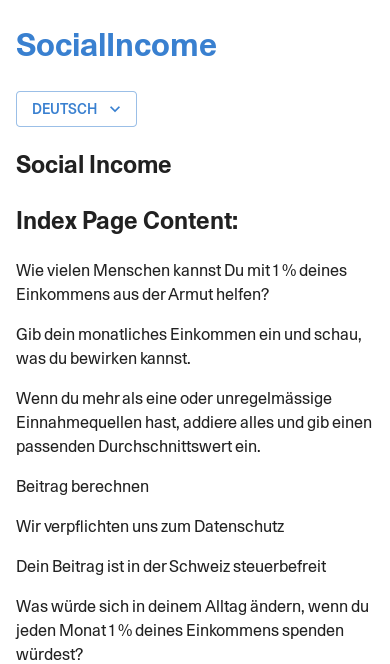 SocialIncome
DEUTSCH
Social Income
Index Page Content:
Wie vielen Menschen kannst Du mit 1 % deines
Einkommens aus der Armut helfen?
Gib dein monatliches Einkommen ein und schau,
was du bewirken kannst.
Wenn du mehr als eine oder unregelmässige
Einnahmequellen hast, addiere alles und gib einen
passenden Durchschnittswert ein.
Beitrag berechnen
Wir verpflichten uns zum Datenschutz
Dein Beitrag ist in der Schweiz steuerbefreit
Was würde sich in deinem Alltag ändern, wenn du
jeden Monat 1 % deines Einkommens spenden
würdest?